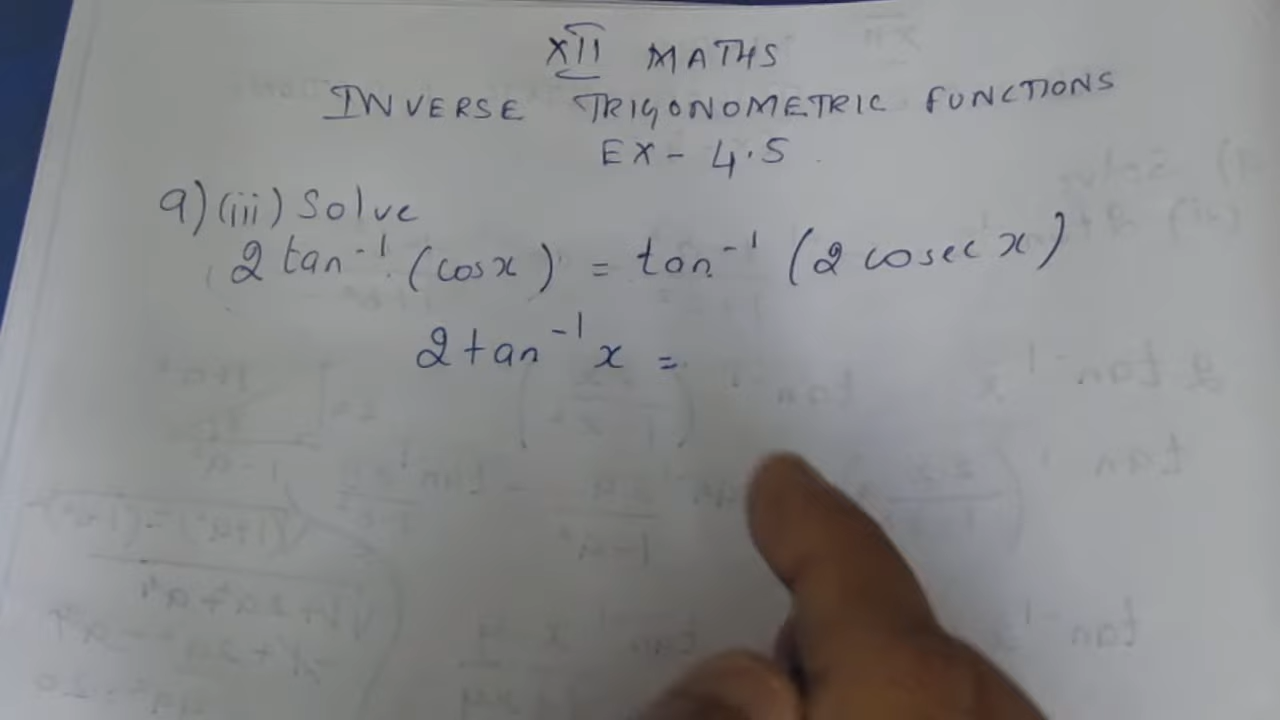 XII MATHS
INVERSE TRIGONOMETRIC FUNCTIONS
EX - 4.5
9) (iii) Solve
2 tan⁻¹ (cos x) = tan⁻¹ (2 cosec x)
2 tan⁻¹ x =